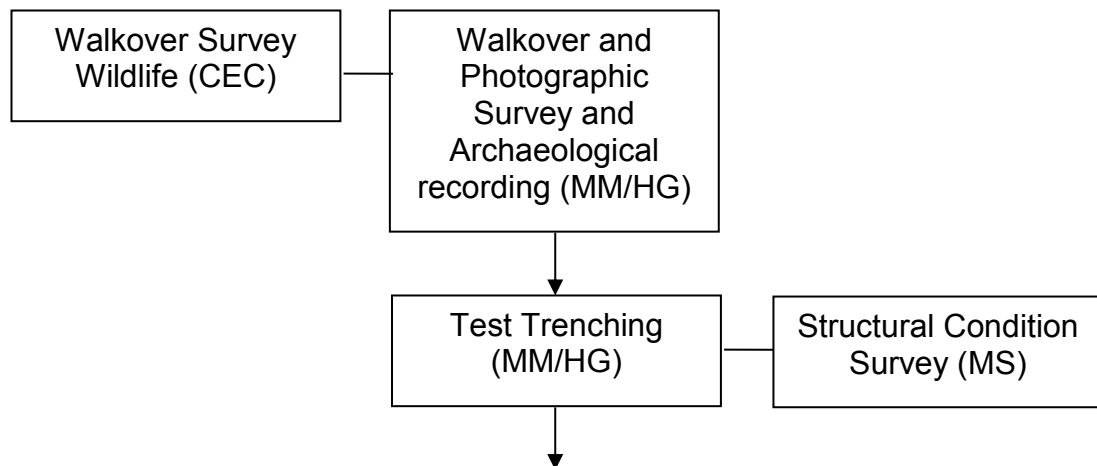 Walkover Survey
Wildlife (CEC)
Walkover and
Photographic
Survey and
Archaeological
recording (MM/HG)
Test Trenching
(MM/HG)
Structural Condition
Survey (MS)